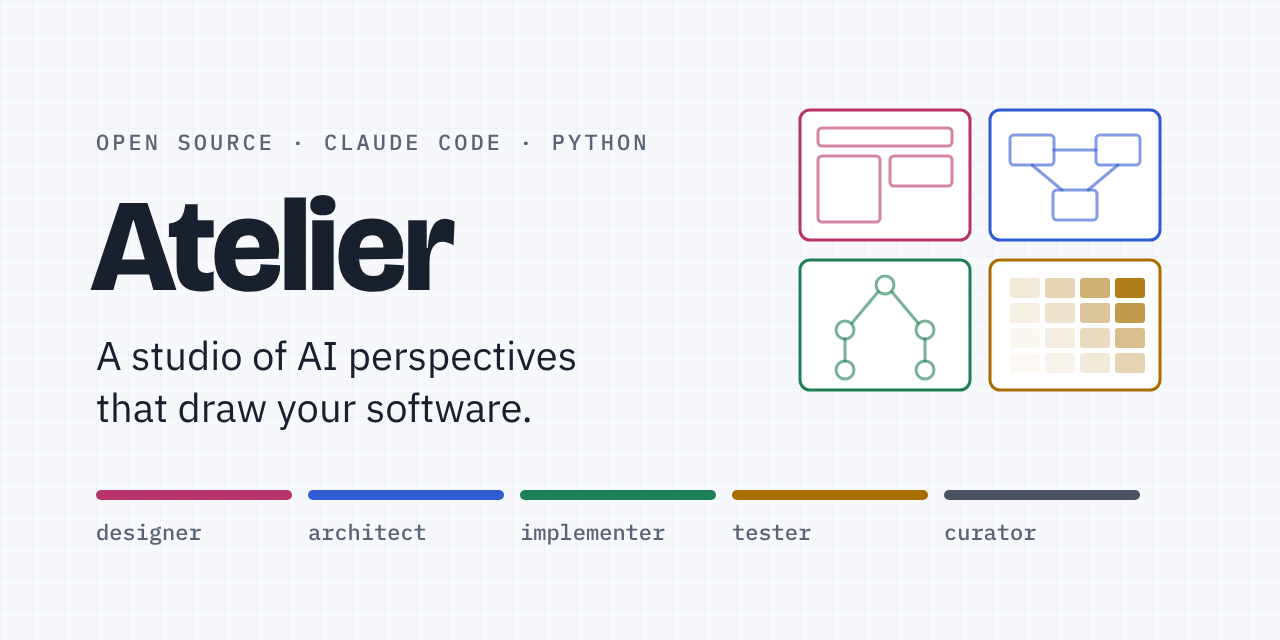 OPEN SOURCE · CLAUDE CODE · PYTHON
Atelier
A studio of AI perspectives
that draw your software.
designer architect implementer tester curator